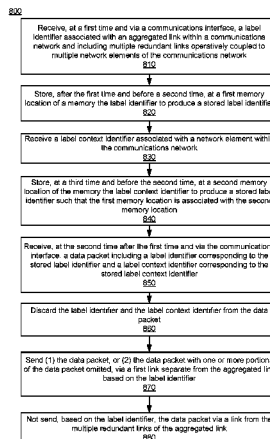 800
Receive, at a first time and via a communications interface, a label
identifier associated with an aggregated link within a communications
network and including multiple redundant links operatively coupled to
multiple network elements of the communications network
810
Store, after the first time and before the second time, at a first memory
location of a memory the label identifier to produce a stored label identifier
820
Receive a label context identifier associated with a network element within
the communications network
830
Store, at a third time and before the second time, at a second memory
location of the memory the label context identifier to produce a stored label
identifier such that the first memory location is associated with the second
memory location
840
Receive, at the second time after the first time and via the communication
interface, a data packet including a label identifier corresponding to the
stored label identifier and a label context identifier corresponding to the
stored label context identifier
850
Discard the label identifier and the label context identifier from the data
packet
860
Send (1) the data packet, or (2) the data packet with one or more portion
of the data packet omitted, via a first link separate from the aggregated link
based on the label identifier
870
Not send, based on the label identifier, the data packet via a link from the
multiple redundant links of the aggregated link
880